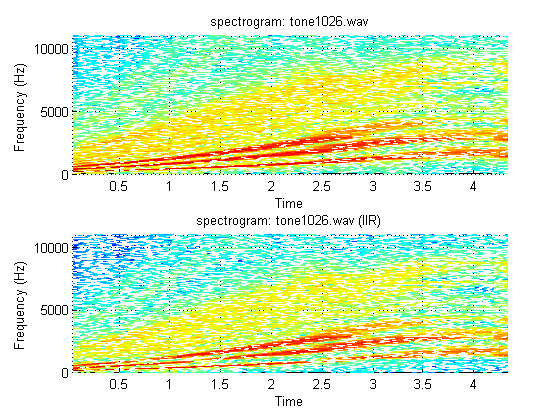 spectrogram: tone1026.wav
10000
5000
0
Frequency (Hz)
0.5 1 1.5 2 2.5 3 3.5 4
Time
spectrogram: tone1026.wav (IIR)
10000
5000
0
Frequency (Hz)
0.5 1 1.5 2 2.5 3 3.5 4
Time